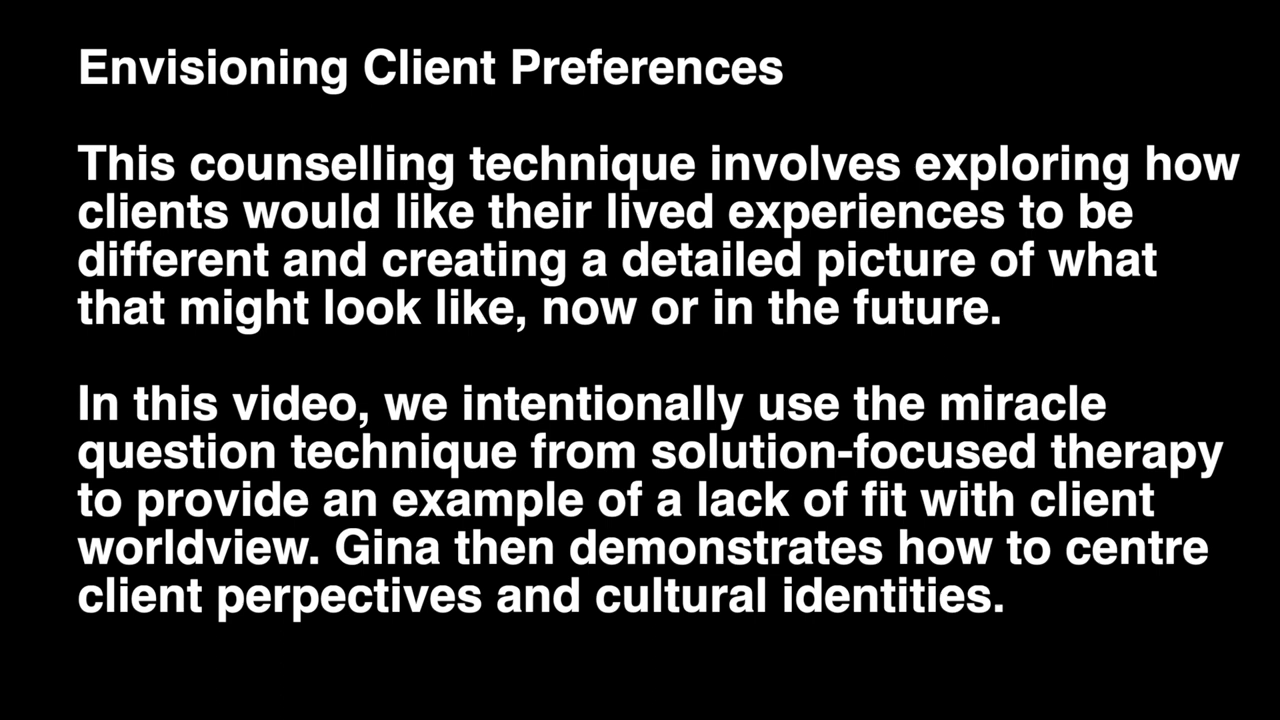 Envisioning Client Preferences
This counselling technique involves exploring how
clients would like their lived experiences to be
different and creating a detailed picture of what
that might look like, now or in the future.
In this video, we intentionally use the miracle
question technique from solution-focused therapy
to provide an example of a lack of fit with client
worldview. Gina then demonstrates how to centre
client perpectives and cultural identities.